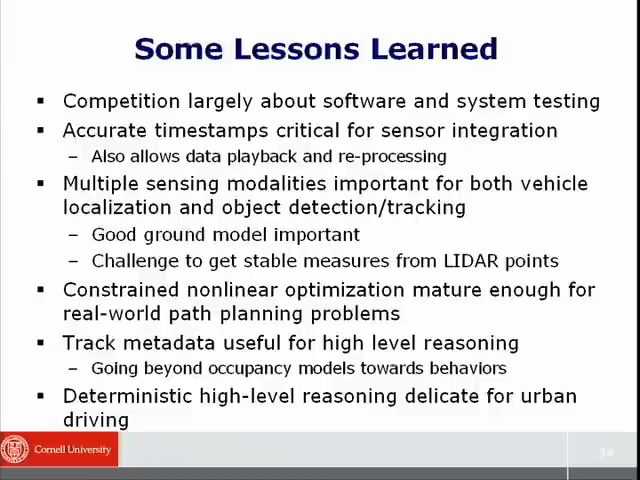 Some Lessons Learned
▪ Competition largely about software and system testing
▪ Accurate timestamps critical for sensor integration
– Also allows data playback and re-processing
▪ Multiple sensing modalities important for both vehicle
localization and object detection/tracking
– Good ground model important
– Challenge to get stable measures from LIDAR points
▪ Constrained nonlinear optimization mature enough for
real-world path planning problems
▪ Track metadata useful for high level reasoning
– Going beyond occupancy models towards behaviors
▪ Deterministic high-level reasoning delicate for urban
driving
Cornell University
14